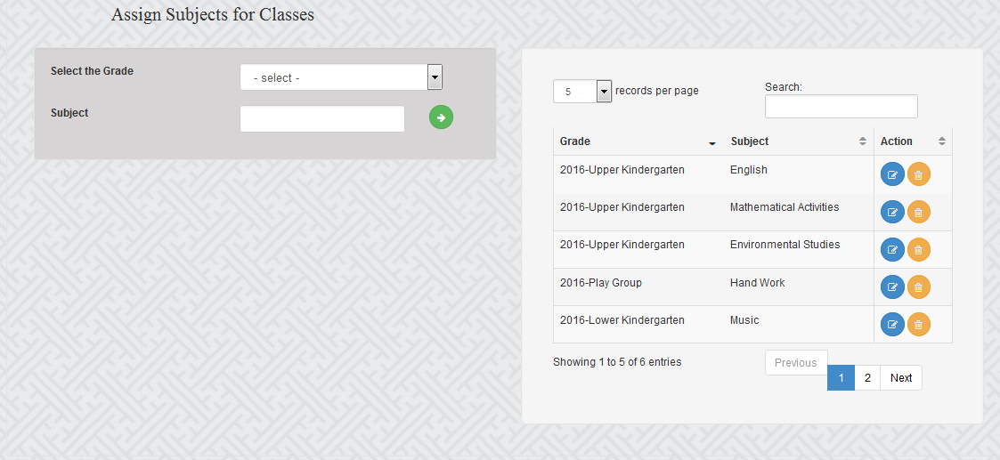 Assign Subjects for Classes
Select the Grade
- select -
Subject
5 records per page
Search:
Grade Subject Action
2016-Upper Kindergarten English
2016-Upper Kindergarten Mathematical Activities
2016-Upper Kindergarten Environmental Studies
2016-Play Group Hand Work
2016-Lower Kindergarten Music
Showing 1 to 5 of 6 entries
Previous 1 2 Next